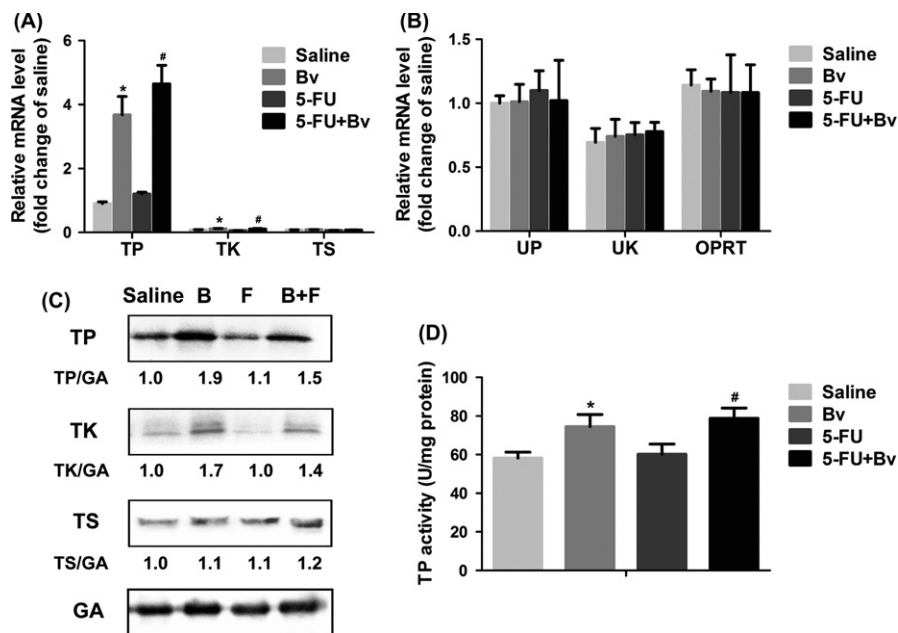 (A)
Relative mRNA level
(fold change of saline)
6
4
2
0
*
#
*
#
TP
TK
TS
Saline
Bv
5-FU
5-FU+Bv
(B)
Relative mRNA level
(fold change of saline)
1.5
1.0
0.5
0.0
UP
UK
OPRT
Saline
Bv
5-FU
5-FU+Bv
(C)
Saline B F B+F
TP
TP/GA 1.0 1.9 1.1 1.5
TK
TK/GA 1.0 1.7 1.0 1.4
TS
TS/GA 1.0 1.1 1.1 1.2
GA
(D)
TP activity (U/mg protein)
100
80
60
40
20
0
*
#
Saline
Bv
5-FU
5-FU+Bv